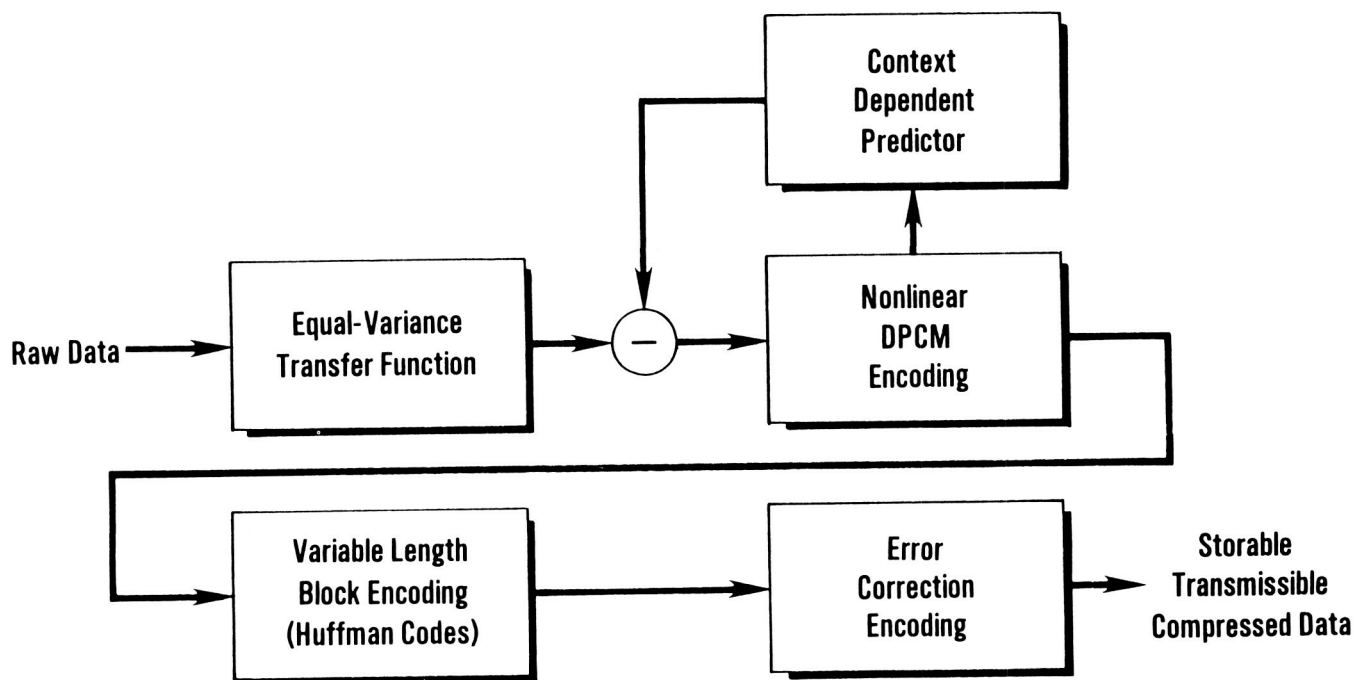 Context
Dependent
Predictor
Raw Data
Equal-Variance
Transfer Function
−
Nonlinear
DPCM
Encoding
Variable Length
Block Encoding
(Huffman Codes)
Error
Correction
Encoding
Storable
Transmissible
Compressed Data